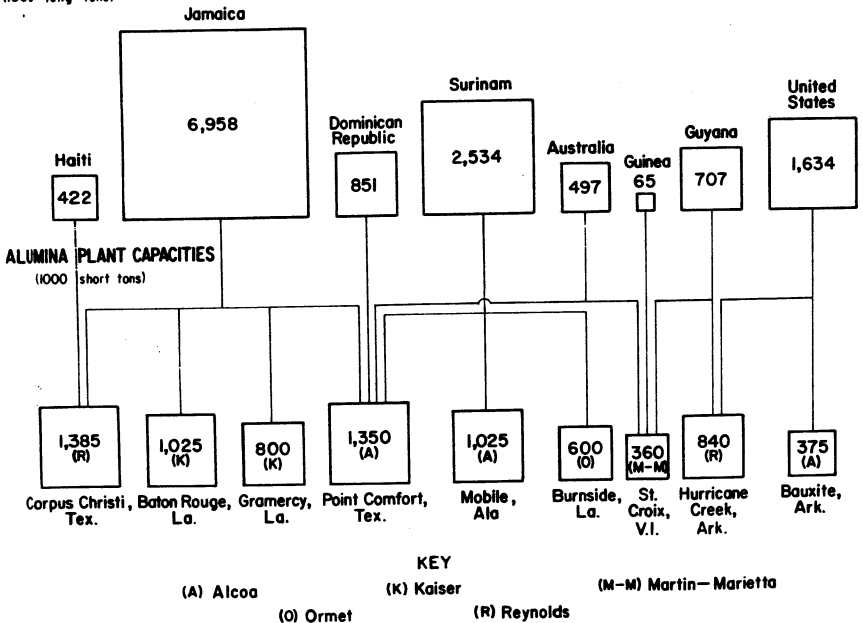 Jamaica
6,958
Haiti
422
Dominican
Republic
851
Surinam
2,534
Australia
497
Guinea
65
Guyana
707
United
States
1,634
ALUMINA PLANT CAPACITIES
(1000 short tons)
1,385
(R)
Corpus Christi,
Tex.
1,025
(K)
Baton Rouge,
La.
800
(K)
Gramercy,
La.
1,350
(A)
Point Comfort,
Tex.
1,025
(A)
Mobile,
Ala
600
(O)
Burnside,
La.
360
(M-M)
St.
Croix,
V.I.
840
(R)
Hurricane
Creek,
Ark.
375
(A)
Bauxite,
Ark.
KEY
(A) Alcoa
(K) Kaiser
(M-M) Martin-Marietta
(O) Ormet
(R) Reynolds